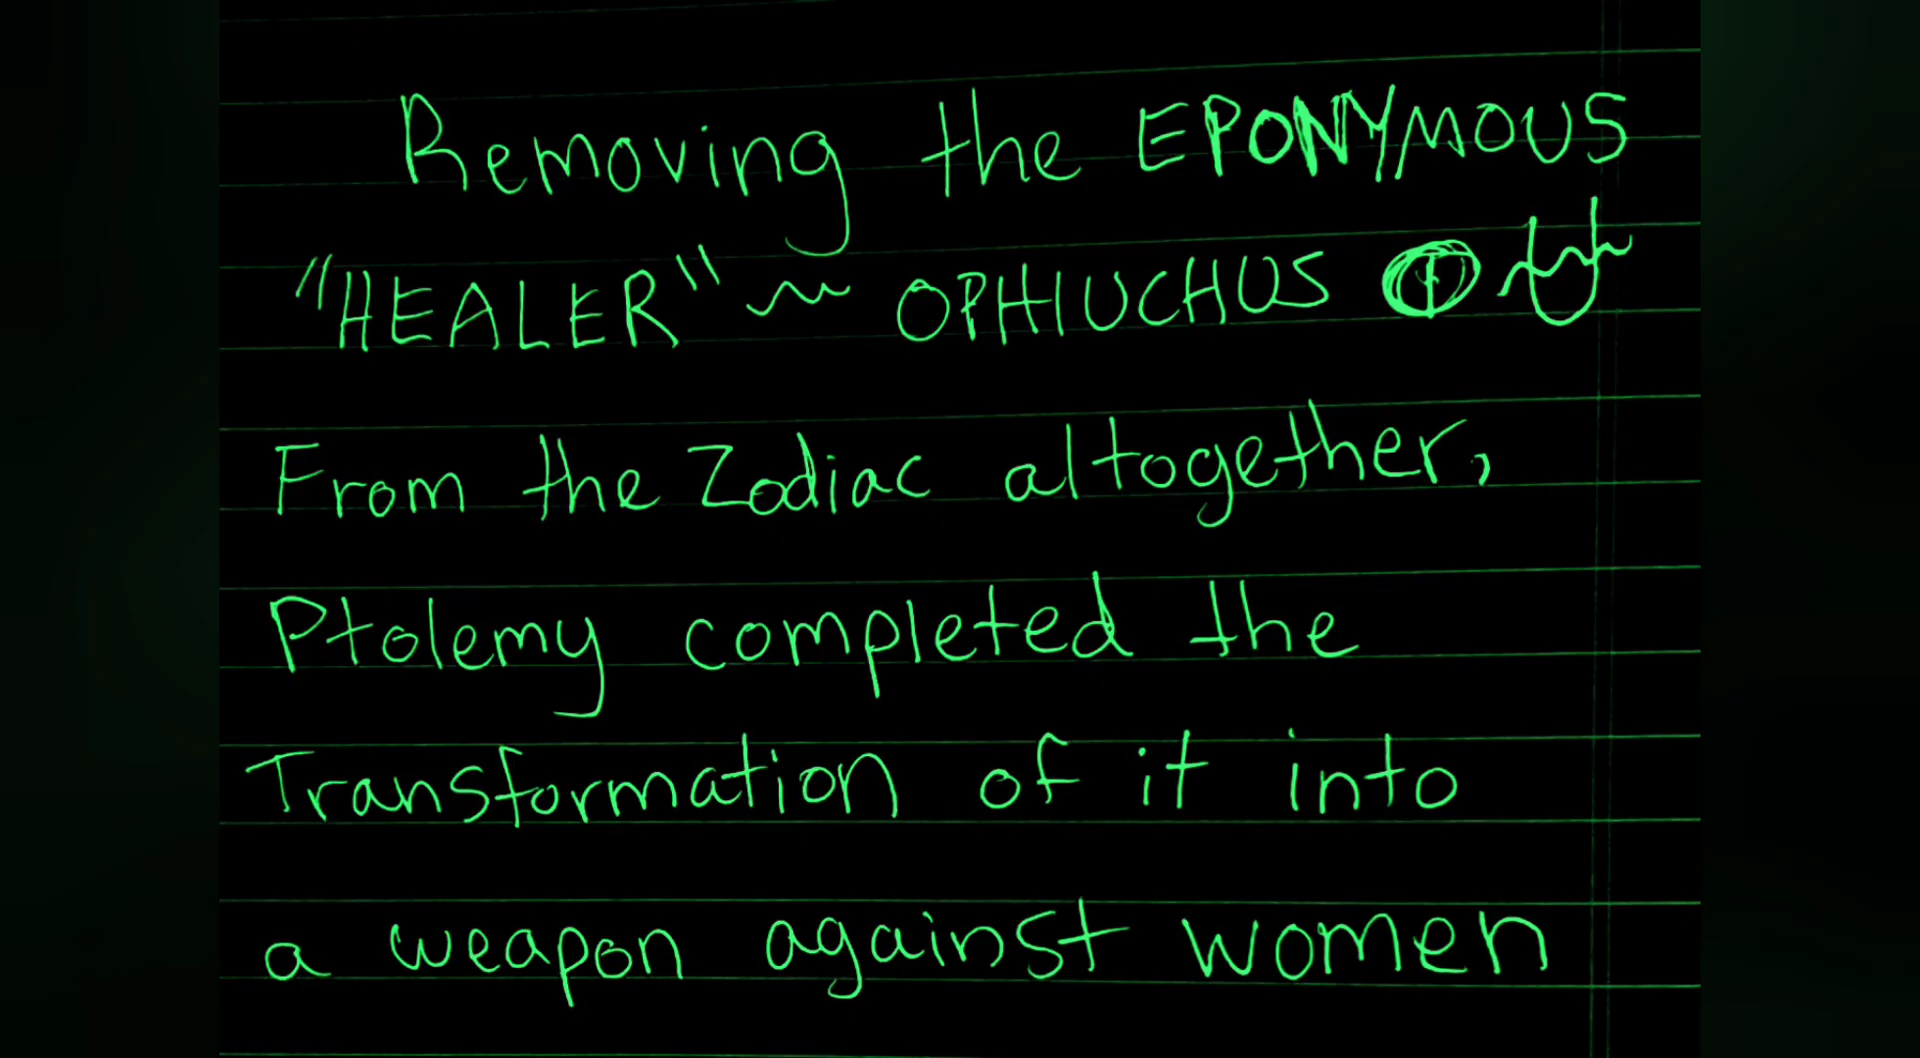 Removing the EPONYMOUS
"HEALER" ~ OPHIUCHUS
From the Zodiac altogether,
Ptolemy completed the
Transformation of it into
a weapon against women